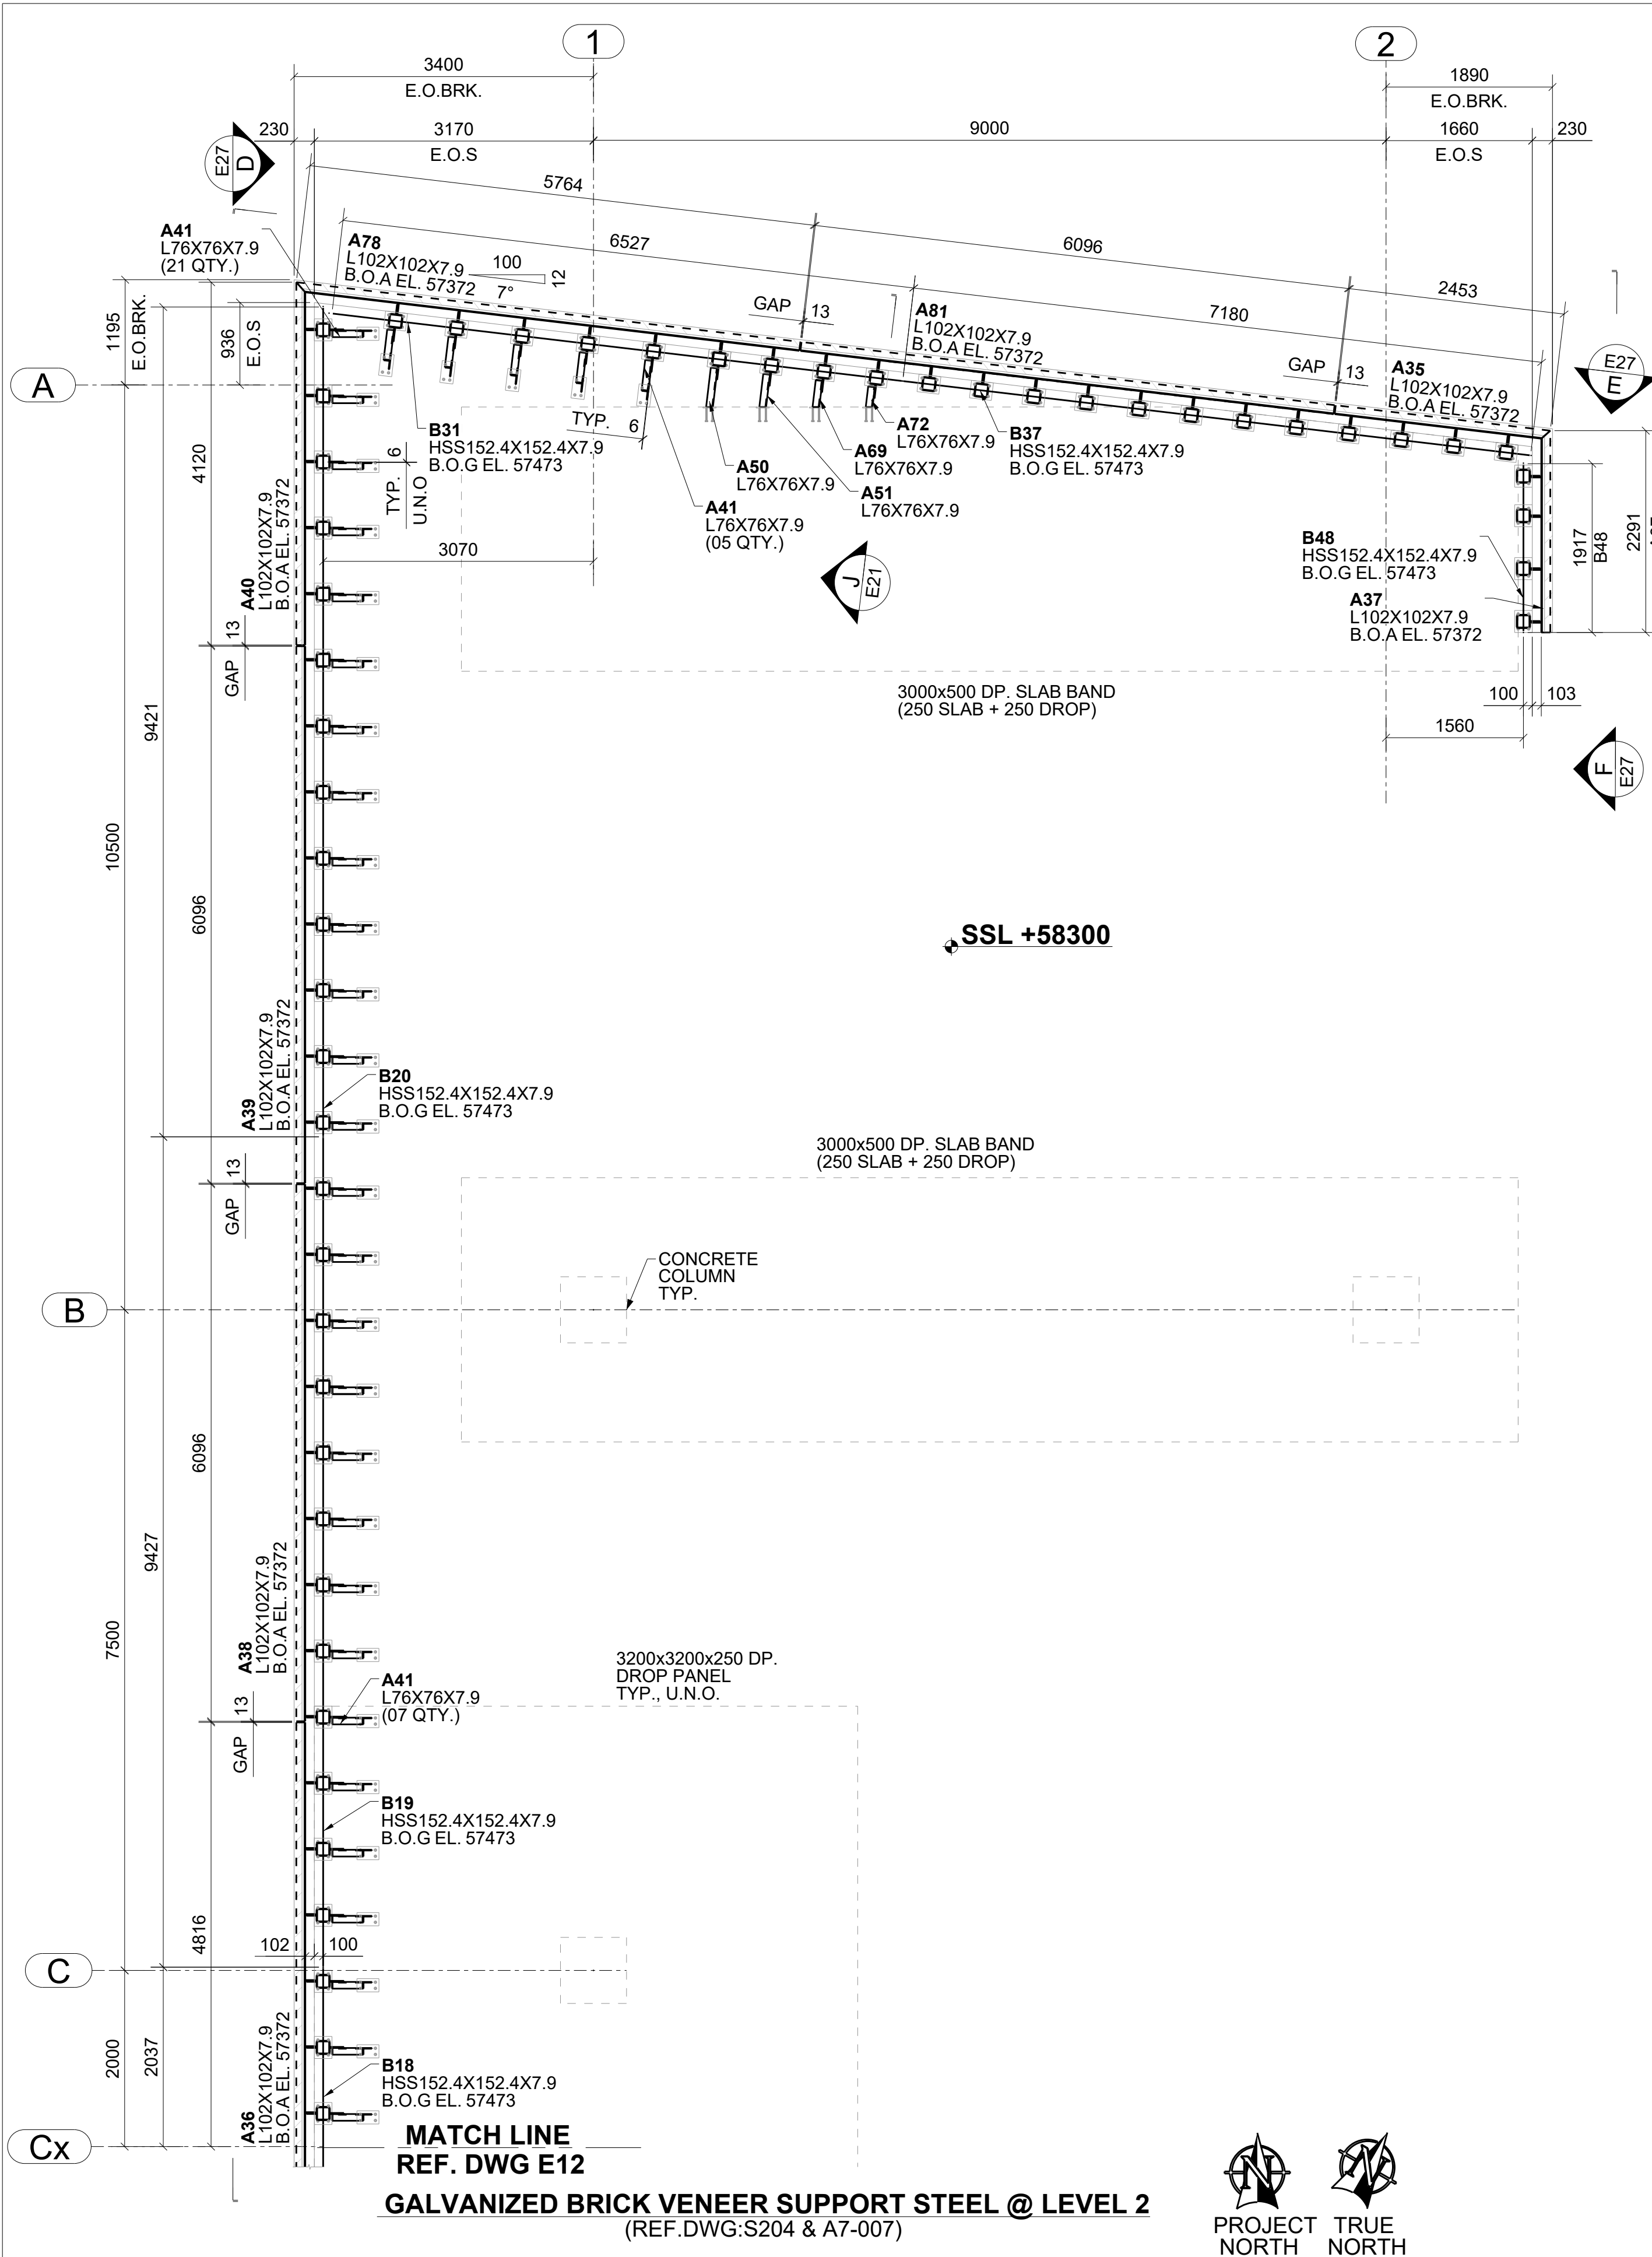 1
2
3400
E.O.BRK.
1890
E.O.BRK.
230
3170
E.O.S
9000
1660
E.O.S
230
E27
D
5764
6527
6096
2453
7180
A41
L76X76X7.9
(21 QTY.)
A78
L102X102X7.9
B.O.A EL. 57372
100
12
7°
GAP
13
A81
L102X102X7.9
B.O.A EL. 57372
GAP
13
A35
L102X102X7.9
B.O.A EL. 57372
E27
E
1195
E.O.BRK.
936
E.O.S
A
4120
TYP.
6
B31
HSS152.4X152.4X7.9
B.O.G EL. 57473
TYP.
6
U.N.O
A72
L76X76X7.9
A69
L76X76X7.9
A50
L76X76X7.9
A51
L76X76X7.9
B37
HSS152.4X152.4X7.9
B.O.G EL. 57473
A41
L76X76X7.9
(05 QTY.)
3070
J
E21
A40
L102X102X7.9
B.O.A EL. 57372
B48
HSS152.4X152.4X7.9
B.O.G EL. 57473
A37
L102X102X7.9
B.O.A EL. 57372
1917
B48
2291
13
GAP
3000x500 DP. SLAB BAND
(250 SLAB + 250 DROP)
100
103
1560
F
E27
9421
10500
6096
SSL +58300
A39
L102X102X7.9
B.O.A EL. 57372
B20
HSS152.4X152.4X7.9
B.O.G EL. 57473
3000x500 DP. SLAB BAND
(250 SLAB + 250 DROP)
13
GAP
CONCRETE
COLUMN
TYP.
B
6096
9427
7500
A38
L102X102X7.9
B.O.A EL. 57372
3200x3200x250 DP.
DROP PANEL
TYP., U.N.O.
A41
L76X76X7.9
(07 QTY.)
13
GAP
B19
HSS152.4X152.4X7.9
B.O.G EL. 57473
4816
102
100
C
2000
2037
A36
L102X102X7.9
B.O.A EL. 57372
B18
HSS152.4X152.4X7.9
B.O.G EL. 57473
Cx
MATCH LINE
REF. DWG E12
GALVANIZED BRICK VENEER SUPPORT STEEL @ LEVEL 2
(REF.DWG:S204 & A7-007)
N
N
PROJECT
NORTH
TRUE
NORTH